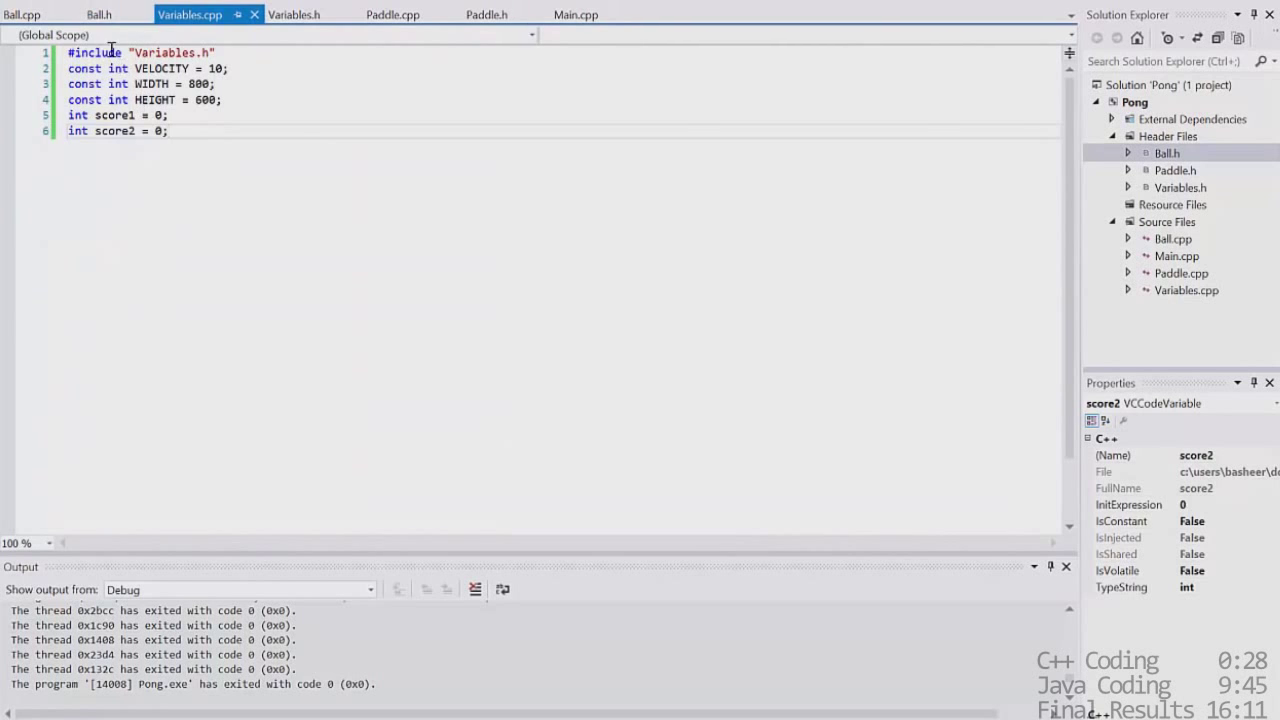 Ball.cpp Ball.h Variables.cpp Variables.h Paddle.cpp Paddle.h Main.cpp
(Global Scope)
1 #include "Variables.h"
2 const int VELOCITY = 10;
3 const int WIDTH = 800;
4 const int HEIGHT = 600;
5 int score1 = 0;
6 int score2 = 0;
100 %
Output
Show output from: Debug
The thread 0x2bcc has exited with code 0 (0x0).
The thread 0x1c90 has exited with code 0 (0x0).
The thread 0x1408 has exited with code 0 (0x0).
The thread 0x23d4 has exited with code 0 (0x0).
The thread 0x132c has exited with code 0 (0x0).
The program '[14008] Pong.exe' has exited with code 0 (0x0).
Solution Explorer
Search Solution Explorer (Ctrl+;)
Solution 'Pong' (1 project)
Pong
External Dependencies
Header Files
Ball.h
Paddle.h
Variables.h
Resource Files
Source Files
Ball.cpp
Main.cpp
Paddle.cpp
Variables.cpp
Properties
score2 VCCodeVariable
C++
(Name) score2
File c:\users\basheer\do
FullName score2
InitExpression 0
IsConstant False
IsInjected False
IsShared False
IsVolatile False
TypeString int
C++ Coding 0:28
Java Coding 9:45
Final Results 16:11
C++